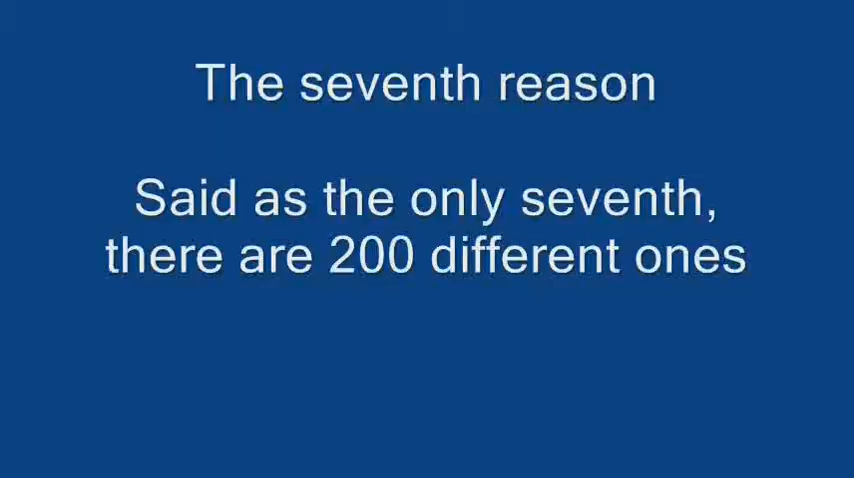 The seventh reason
Said as the only seventh,
there are 200 different ones